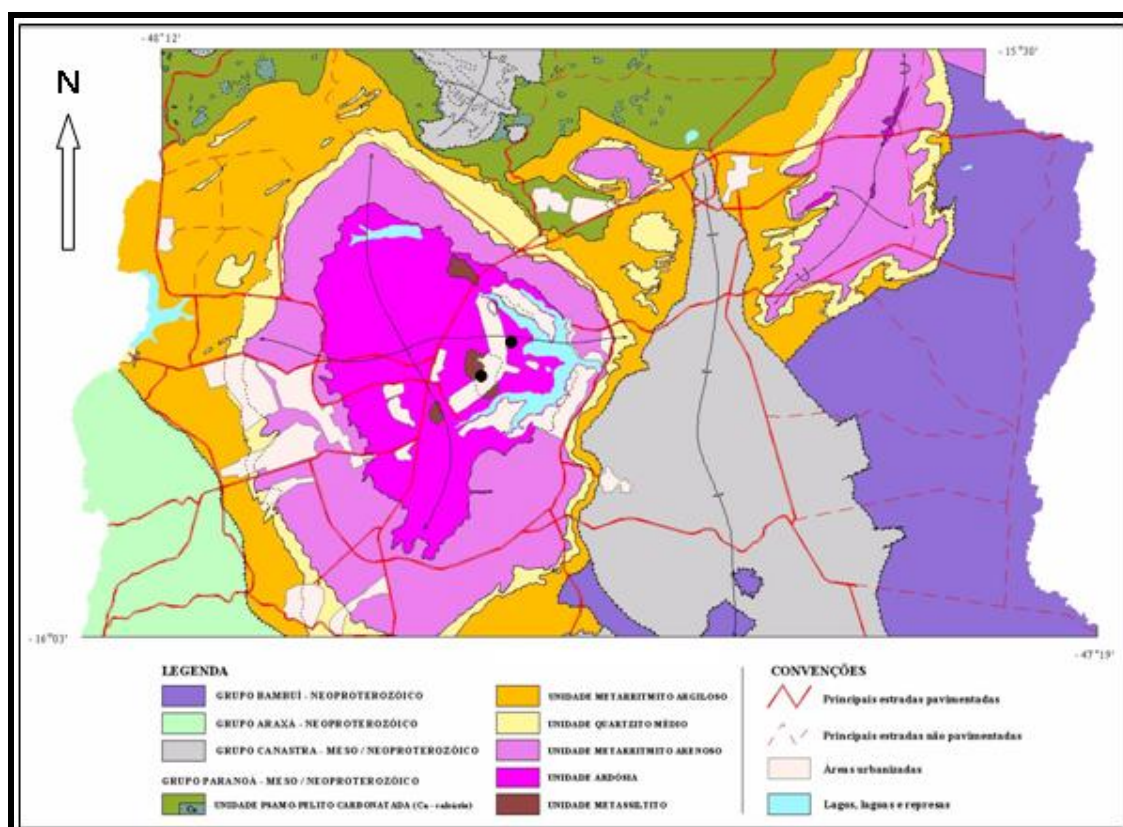 - 48°12'
- 15°30'
N
- 16°03'
- 47°19'
LEGENDA
GRUPO BAMBUÍ - NEOPROTEROZÓICO
GRUPO ARAXÁ - NEOPROTEROZÓICO
GRUPO CANASTRA - MESO / NEOPROTEROZÓICO
GRUPO PARANOÁ - MESO / NEOPROTEROZÓICO
Ca
UNIDADE PSAMO PELITO CARBONATADA (Ca - calcário)
UNIDADE METARRITMITO ARGILOSO
UNIDADE QUARTZITO MÉDIO
UNIDADE METARRITMITO ARENOSO
UNIDADE ARDÓSIA
UNIDADE METASSILTITO
CONVENÇÕES
Principais estradas pavimentadas
Principais estradas não pavimentadas
Áreas urbanizadas
Lagos, lagoas e represas